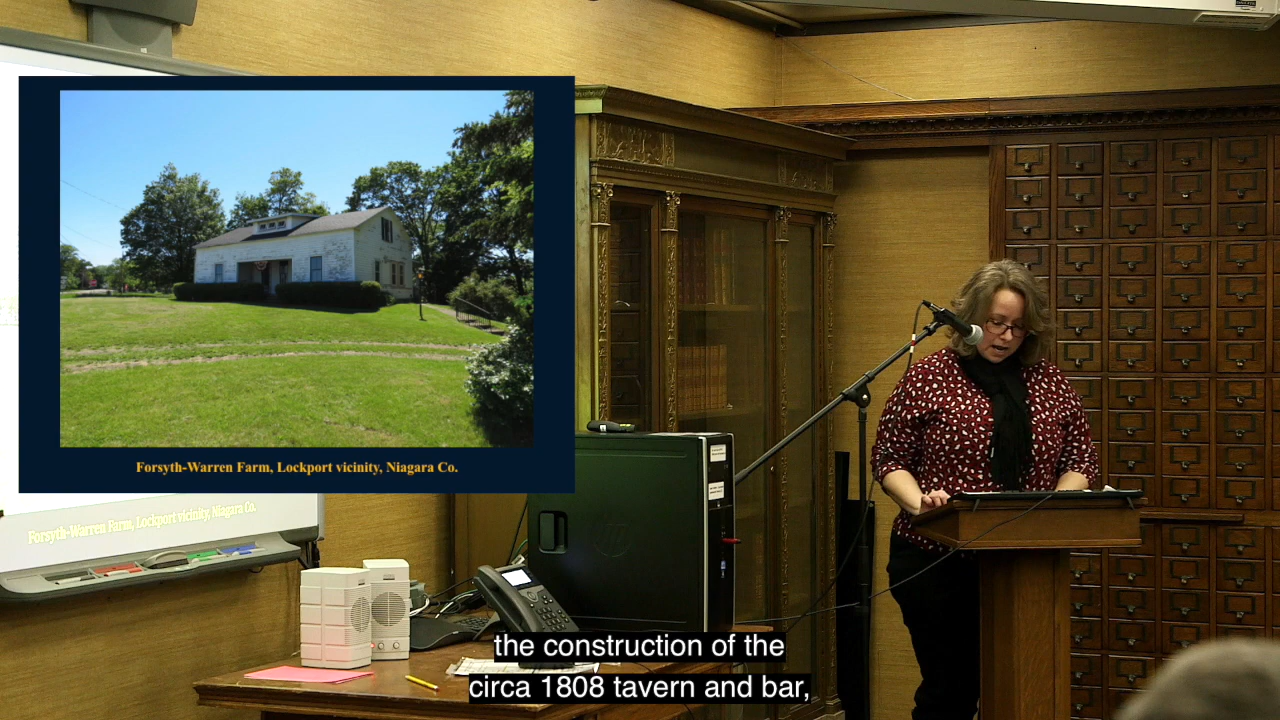 Forsyth-Warren Farm, Lockport vicinity, Niagara Co.
Forsyth-Warren Farm, Lockport vicinity, Niagara Co.
the construction of the
circa 1808 tavern and bar,